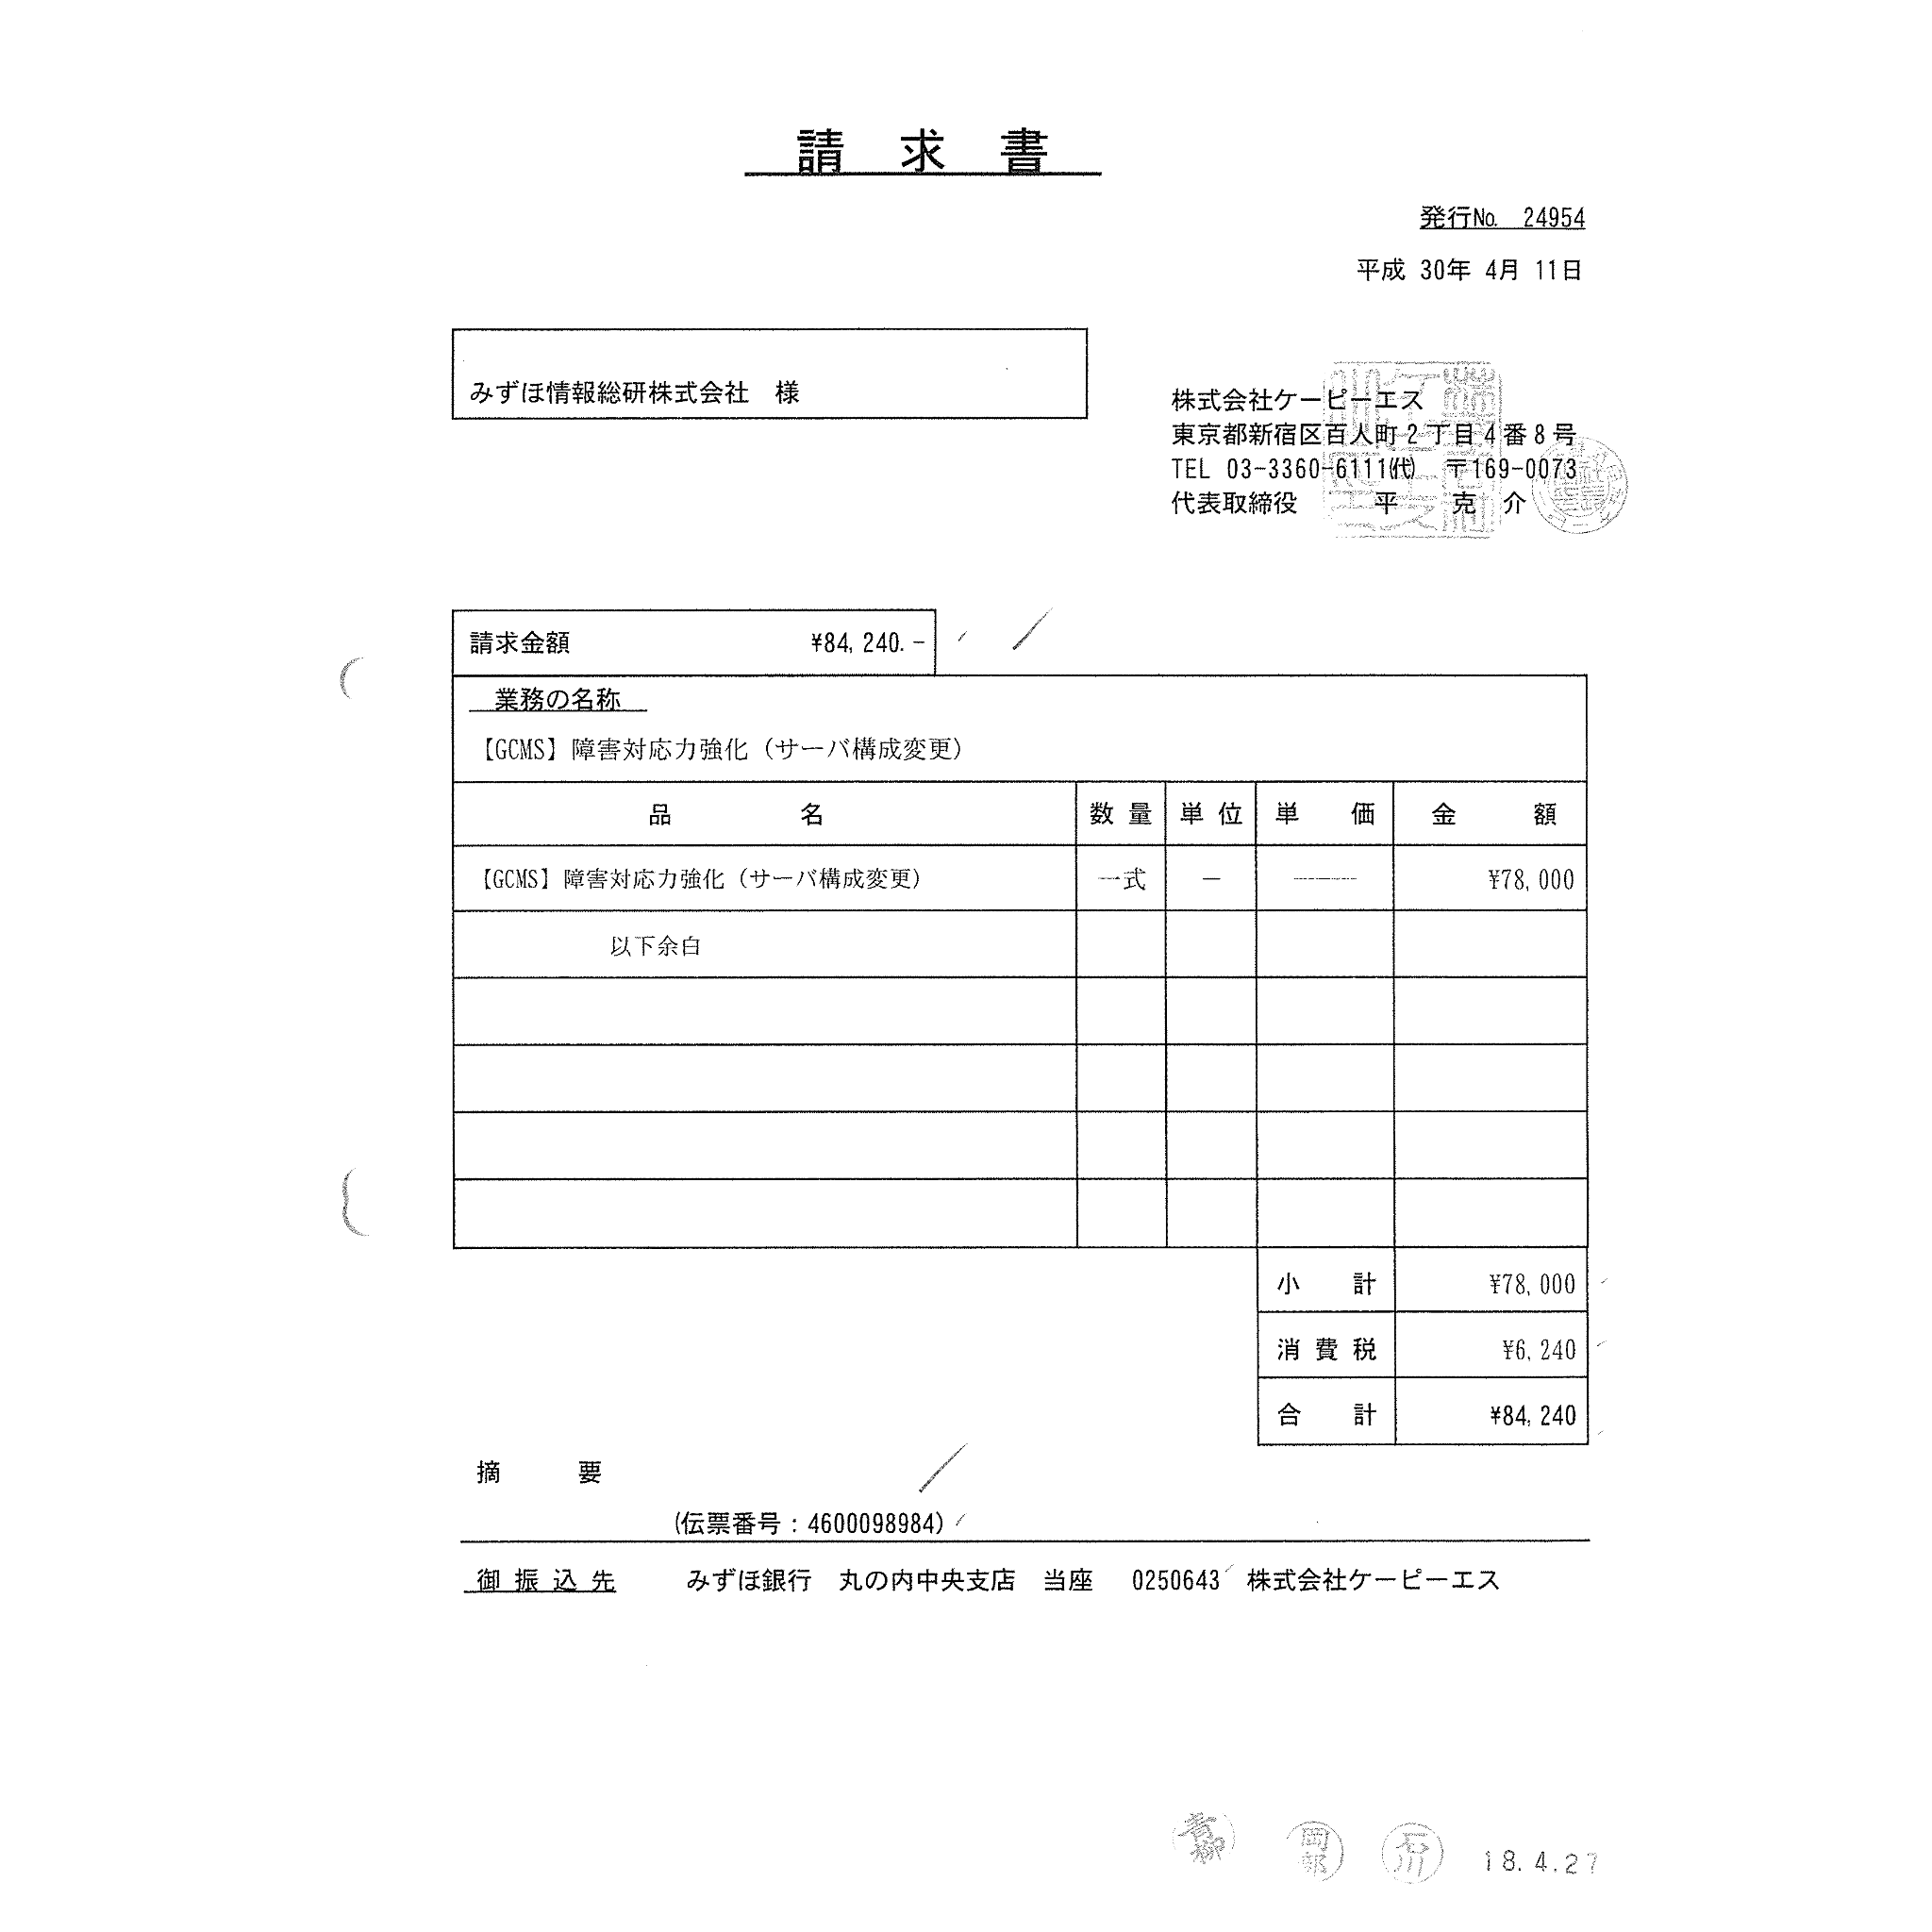 請求書
発行No. 24954
平成 30年 4月 11日
みずほ情報総研株式会社 様
株式会社ケーピーエス
東京都新宿区百人町2丁目4番8号
TEL 03-3360-6111㈹ 〒169-0073
代表取締役 平 克 介
請求金額 ¥84,240.-
業務の名称
【GCMS】障害対応力強化（サーバ構成変更）
品名 数量 単位 単価 金額
【GCMS】障害対応力強化（サーバ構成変更） 一式 ― ――― ¥78,000
以下余白
小計 ¥78,000
消費税 ¥6,240
合計 ¥84,240
摘要
(伝票番号：4600098984)
御振込先 みずほ銀行 丸の内中央支店 当座 0250643 株式会社ケーピーエス
青柳 岡部 石川 18.4.27